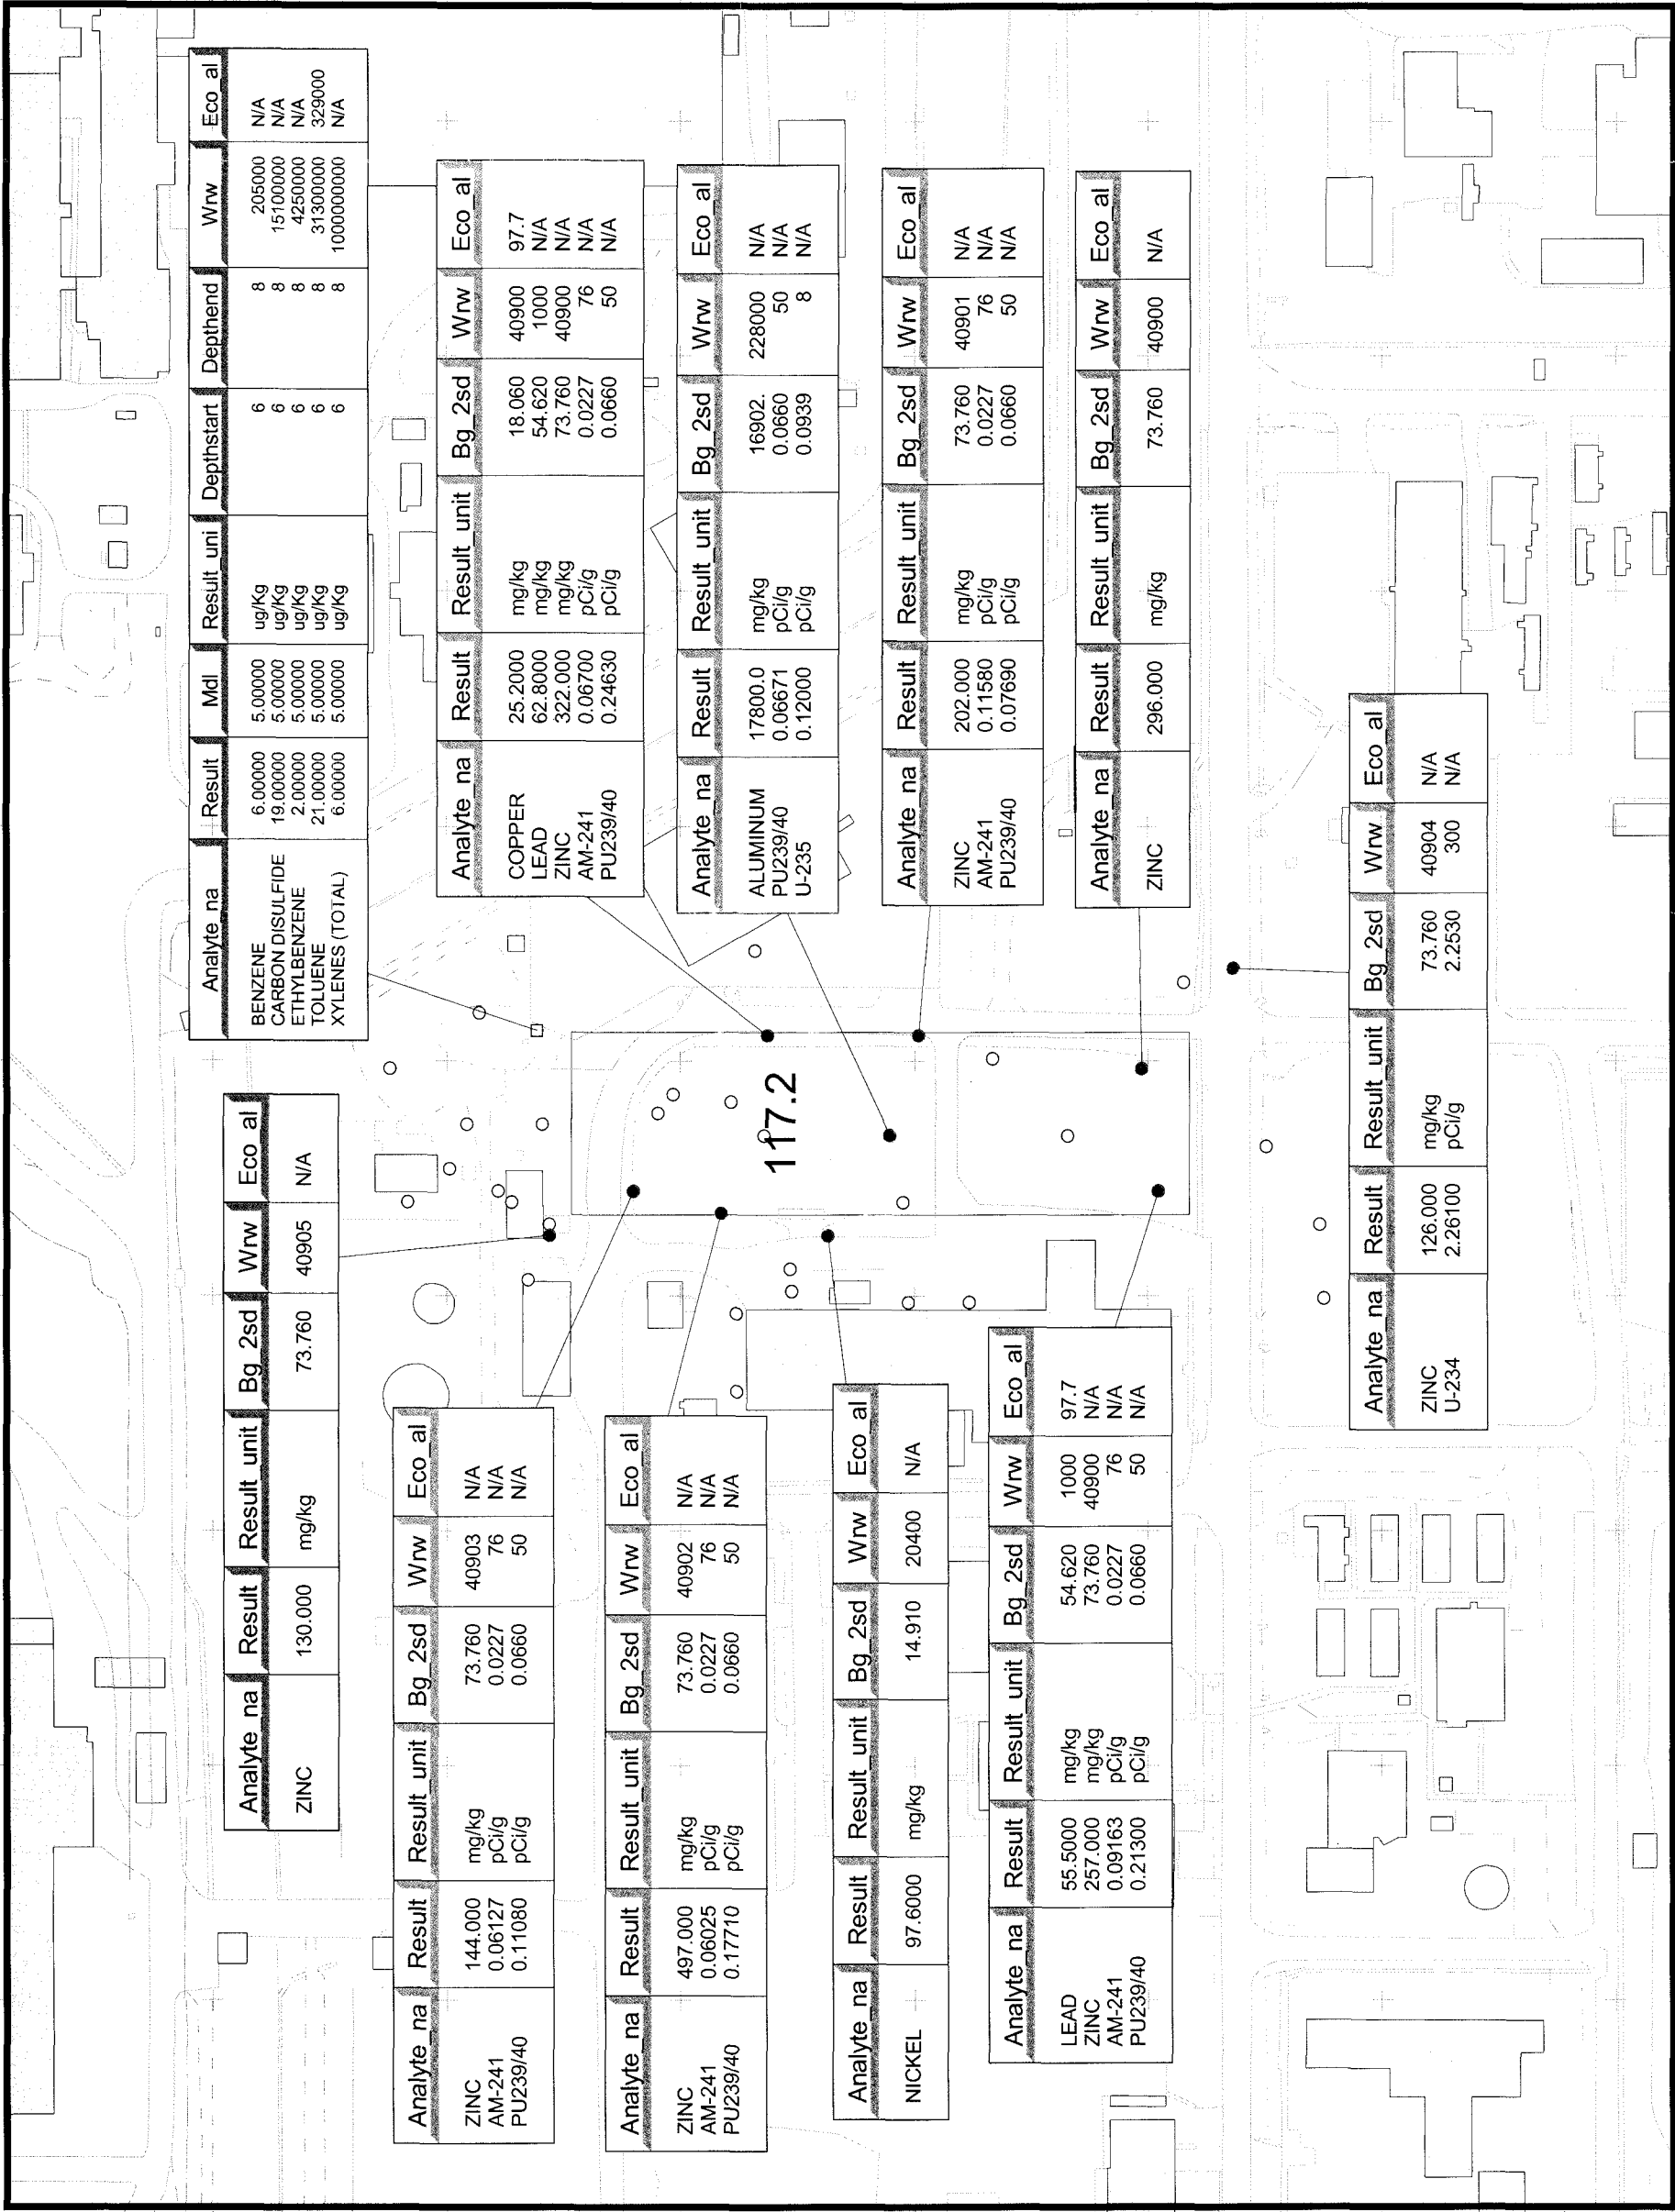 Analyte_na Result Mdl Result_uni Depthstart Depthend Wrw Eco_al
BENZENE 6.00000 5.00000 ug/Kg 6 8 205000 N/A
CARBON DISULFIDE 19.00000 5.00000 ug/Kg 6 8 15100000 N/A
ETHYLBENZENE 2.00000 5.00000 ug/Kg 6 8 4250000 N/A
TOLUENE 21.00000 5.00000 ug/Kg 6 8 31300000 329000
XYLENES (TOTAL) 6.00000 5.00000 ug/Kg 6 8 1000000000 N/A
Analyte_na Result Result_unit Bg_2sd Wrw Eco_al
ZINC 130.000 mg/kg 73.760 40905 N/A
Analyte_na Result Result_unit Bg_2sd Wrw Eco_al
ZINC 144.000 mg/kg 73.760 40903 N/A
AM-241 0.06127 pCi/g 0.0227 76 N/A
PU239/40 0.11080 pCi/g 0.0660 50 N/A
Analyte_na Result Result_unit Bg_2sd Wrw Eco_al
COPPER 25.2000 mg/kg 18.060 40900 97.7
LEAD 62.8000 mg/kg 54.620 1000 N/A
ZINC 322.000 mg/kg 73.760 40900 N/A
AM-241 0.06700 pCi/g 0.0227 76 N/A
PU239/40 0.24630 pCi/g 0.0660 50 N/A
Analyte_na Result Result_unit Bg_2sd Wrw Eco_al
ZINC 497.000 mg/kg 73.760 40902 N/A
AM-241 0.06025 pCi/g 0.0227 76 N/A
PU239/40 0.17710 pCi/g 0.0660 50 N/A
Analyte_na Result Result_unit Bg_2sd Wrw Eco_al
ALUMINUM 17800.0 mg/kg 16902. 228000 N/A
PU239/40 0.06671 pCi/g 0.0660 50 N/A
U-235 0.12000 pCi/g 0.0939 8 N/A
117.2
Analyte_na Result Result_unit Bg_2sd Wrw Eco_al
NICKEL 97.6000 mg/kg 14.910 20400 N/A
Analyte_na Result Result_unit Bg_2sd Wrw Eco_al
ZINC 202.000 mg/kg 73.760 40901 N/A
AM-241 0.11580 pCi/g 0.0227 76 N/A
PU239/40 0.07690 pCi/g 0.0660 50 N/A
Analyte_na Result Result_unit Bg_2sd Wrw Eco_al
LEAD 55.5000 mg/kg 54.620 1000 97.7
ZINC 257.000 mg/kg 73.760 40900 N/A
AM-241 0.09163 pCi/g 0.0227 76 N/A
PU239/40 0.21300 pCi/g 0.0660 50 N/A
Analyte_na Result Result_unit Bg_2sd Wrw Eco_al
ZINC 296.000 mg/kg 73.760 40900 N/A
Analyte_na Result Result_unit Bg_2sd Wrw Eco_al
ZINC 126.000 mg/kg 73.760 40904 N/A
U-234 2.26100 pCi/g 2.2530 300 N/A